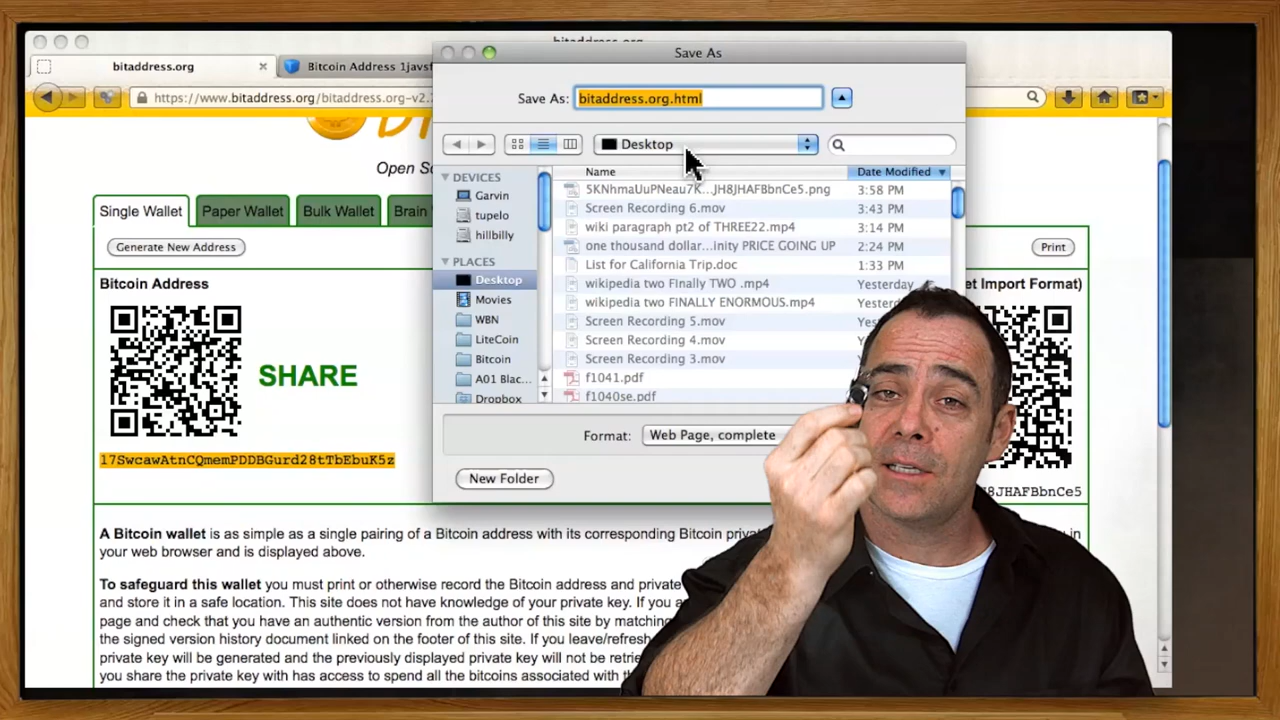 bitaddress.org
Save As
bitaddress.org
Bitcoin Address 1javsf
Save As:
bitaddress.org.html
https://www.bitaddress.org/bitaddress.org-v2.
Desktop
Open So
Name
Date Modified
DEVICES
Garvin
tupelo
hillbilly
PLACES
Desktop
Movies
WBN
LiteCoin
Bitcoin
A01 Blac...
Dropbox
5KNhmaUuPNeau7K...JH8JHAFBbnCe5.png
3:58 PM
Screen Recording 6.mov
3:43 PM
wiki paragraph pt2 of THREE22.mp4
3:14 PM
one thousand dollar...inity PRICE GOING UP
2:24 PM
List for California Trip.doc
1:33 PM
wikipedia two FInally TWO .mp4
Yesterday
wikipedia two FINALLY ENORMOUS.mp4
Yesterd
Screen Recording 5.mov
Yes
Screen Recording 4.mov
Ye
Screen Recording 3.mov
Ye
f1041.pdf
f1040se.pdf
Format:
Web Page, complete
New Folder
Single Wallet
Paper Wallet
Bulk Wallet
Brain
Generate New Address
Print
Bitcoin Address
et Import Format)
SHARE
17SwcawAtnCQmemPDDBGurd28tTbEbuK5z
8JHAFBbnCe5
A Bitcoin wallet is as simple as a single pairing of a Bitcoin address with its corresponding Bitcoin priva
in
your web browser and is displayed above.
To safeguard this wallet you must print or otherwise record the Bitcoin address and private
and store it in a safe location. This site does not have knowledge of your private key. If you a
page and check that you have an authentic version from the author of this site by matching
the signed version history document linked on the footer of this site. If you leave/refresh
private key will be generated and the previously displayed private key will not be retrie
you share the private key with has access to spend all the bitcoins associated with t